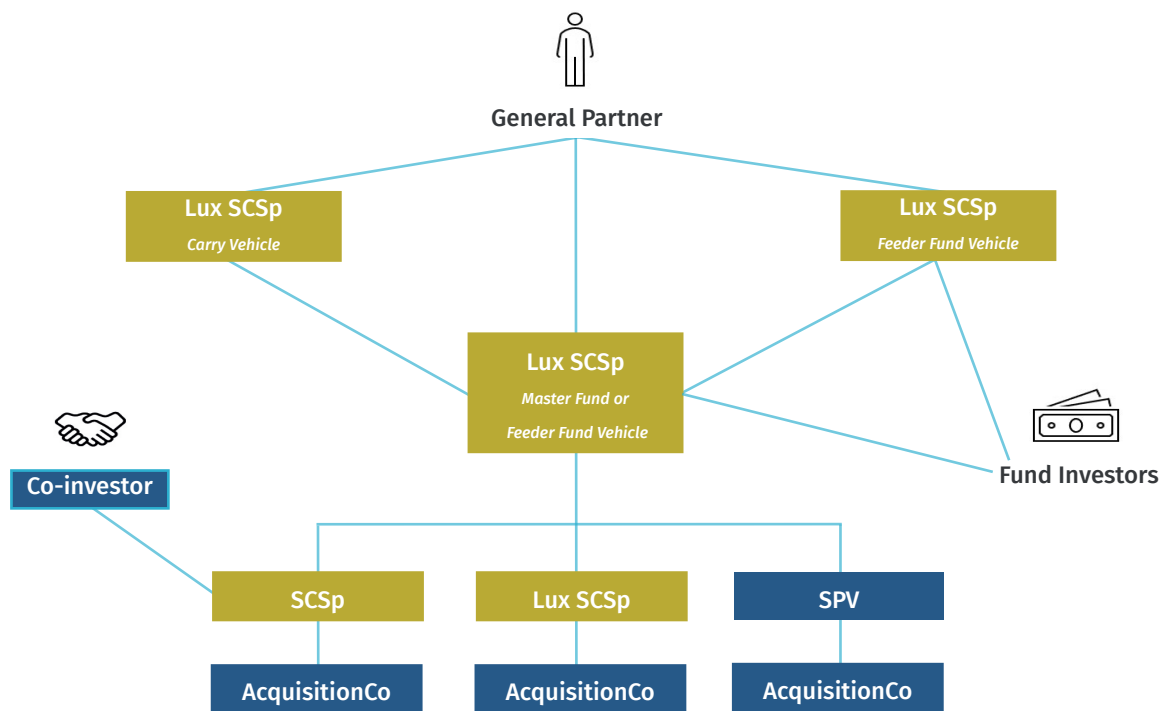 General Partner
Lux SCSp
Carry Vehicle
Lux SCSp
Feeder Fund Vehicle
Lux SCSp
Master Fund or
Feeder Fund Vehicle
Co-investor
Fund Investors
SCSp
Lux SCSp
SPV
AcquisitionCo
AcquisitionCo
AcquisitionCo